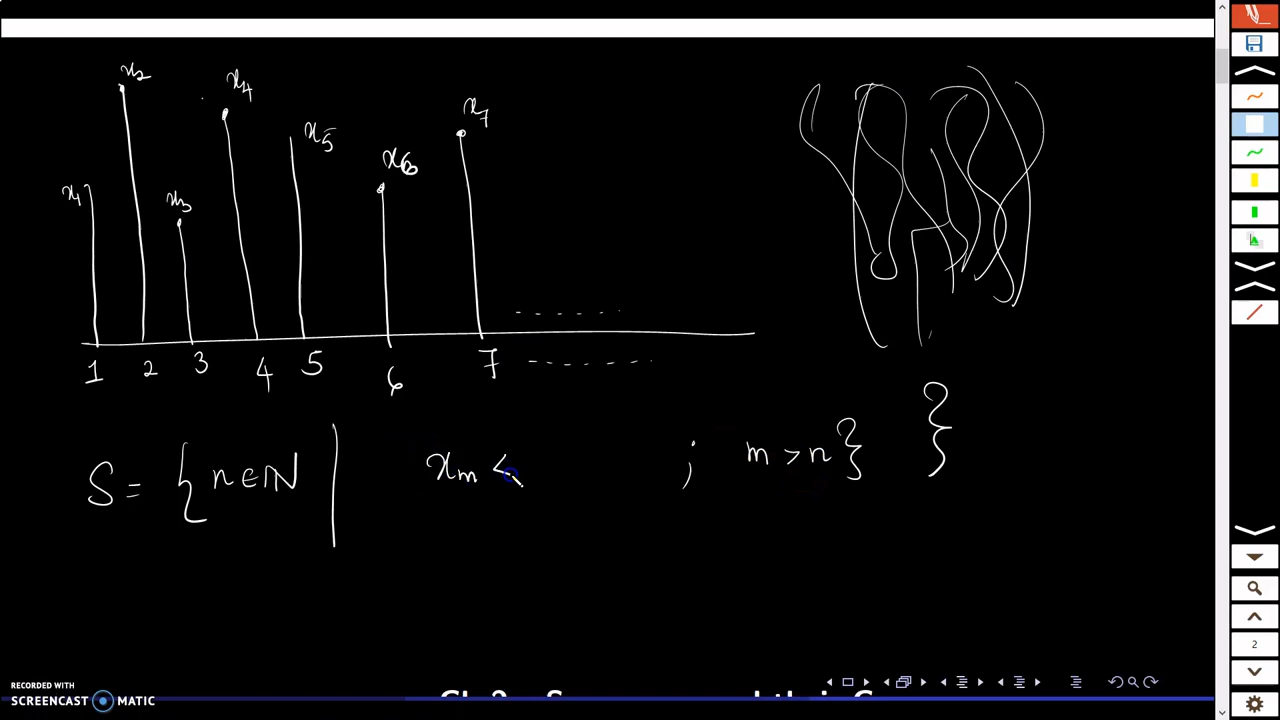 x₂ x₄ x₇
x₅
x₆
x₁ x₃
1 2 3 4 5 6 7 - - - - - - -
S = { n ∈ ℕ | xₘ < ; m > n } }
2
RECORDED WITH
SCREENCAST MATIC